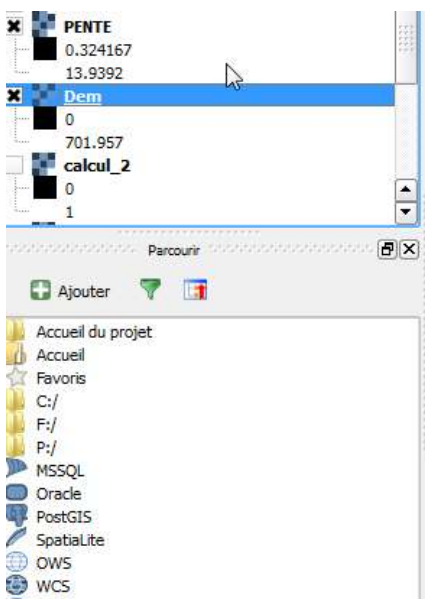 PENTE
0.324167
13.9392
Dem
0
701.957
calcul_2
0
1
Parcourir
Ajouter
Accueil du projet
Accueil
Favoris
C:/
F:/
P:/
MSSQL
Oracle
PostGIS
SpatiaLite
OWS
WCS